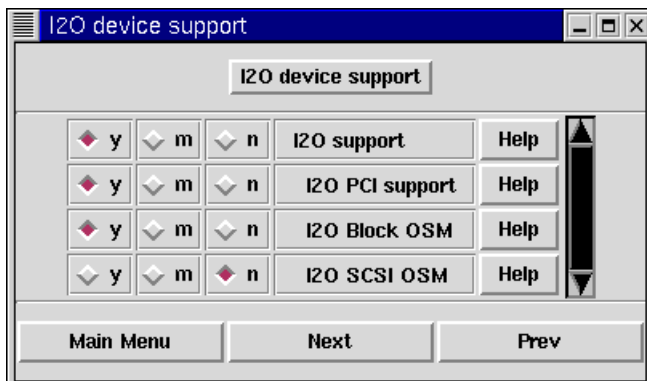 I2O device support
I2O device support
y m n I2O support Help
y m n I2O PCI support Help
y m n I2O Block OSM Help
y m n I2O SCSI OSM Help
Main Menu Next Prev